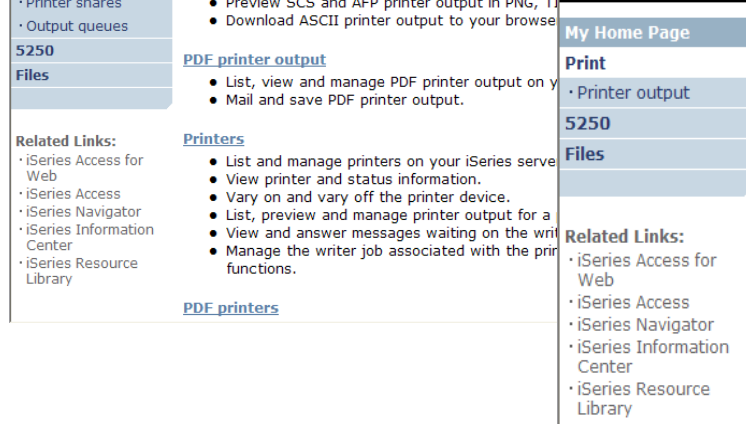 · Printer shares
· Output queues
5250
Files
Related Links:
· iSeries Access for
Web
· iSeries Access
· iSeries Navigator
· iSeries Information
Center
· iSeries Resource
Library
• Preview SCS and AFP printer output in PNG,
• Download ASCII printer output to your
PDF printer output
• List, view and manage PDF printer output on
• Mail and save PDF printer output.
Printers
• List and manage printers on your iSeries
• View printer and status information.
• Vary on and vary off the printer device.
• List, preview and manage printer output for a
• View and answer messages waiting on the
• Manage the writer job associated with the
functions.
PDF printers
My Home Page
Print
· Printer output
5250
Files
Related Links:
· iSeries Access for
Web
· iSeries Access
· iSeries Navigator
· iSeries Information
Center
· iSeries Resource
Library